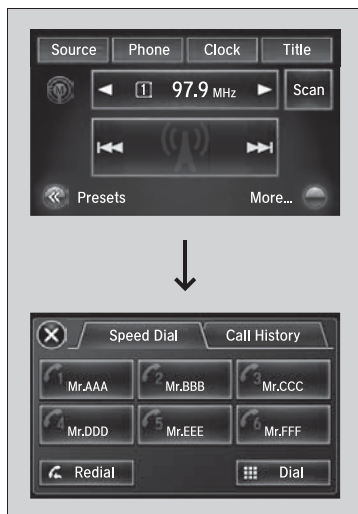 Source Phone Clock Title
M 1 97.9 MHz Scan
Presets More...
Speed Dial Call History
1 Mr.AAA 2 Mr.BBB 3 Mr.CCC
4 Mr.DDD 5 Mr.EEE 6 Mr.FFF
Redial Dial